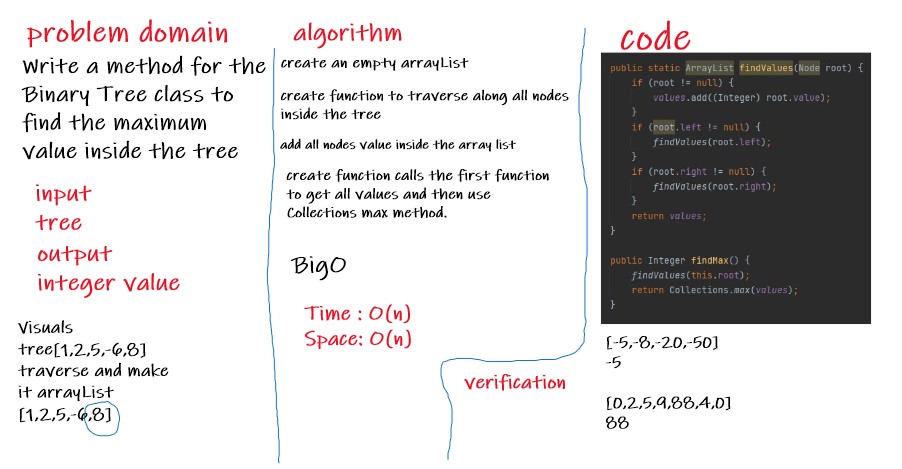 problem domain
Write a method for the
Binary Tree class to
find the maximum
value inside the tree
input
tree
output
integer value
Visuals
tree[1,2,5,-6,8]
traverse and make
it arrayList
[1,2,5,-6,8]
algorithm
create an empty arrayList
create function to traverse along all nodes
inside the tree
add all nodes value inside the array list
create function calls the first function
to get all values and then use
Collections max method.
BigO
Time : O(n)
Space: O(n)
verification
code
public static ArrayList findValues(Node root) {
    if (root != null) {
        values.add((Integer) root.value);
    }
    if (root.left != null) {
        findValues(root.left);
    }
    if (root.right != null) {
        findValues(root.right);
    }
    return values;
}
public Integer findMax() {
    findValues(this.root);
    return Collections.max(values);
}
[-5,-8,-20,-50]
-5
[0,2,5,9,88,4,0]
88